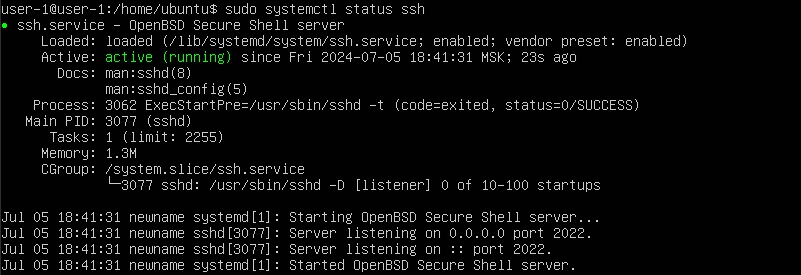 user-1@user-1:/home/ubuntu$ sudo systemctl status ssh
● ssh.service - OpenBSD Secure Shell server
     Loaded: loaded (/lib/systemd/system/ssh.service; enabled; vendor preset: enabled)
     Active: active (running) since Fri 2024-07-05 18:41:31 MSK; 23s ago
       Docs: man:sshd(8)
             man:sshd_config(5)
    Process: 3062 ExecStartPre=/usr/sbin/sshd -t (code=exited, status=0/SUCCESS)
   Main PID: 3077 (sshd)
      Tasks: 1 (limit: 2255)
     Memory: 1.3M
     CGroup: /system.slice/ssh.service
             └─3077 sshd: /usr/sbin/sshd -D [listener] 0 of 10-100 startups

Jul 05 18:41:31 newname systemd[1]: Starting OpenBSD Secure Shell server...
Jul 05 18:41:31 newname sshd[3077]: Server listening on 0.0.0.0 port 2022.
Jul 05 18:41:31 newname sshd[3077]: Server listening on :: port 2022.
Jul 05 18:41:31 newname systemd[1]: Started OpenBSD Secure Shell server.